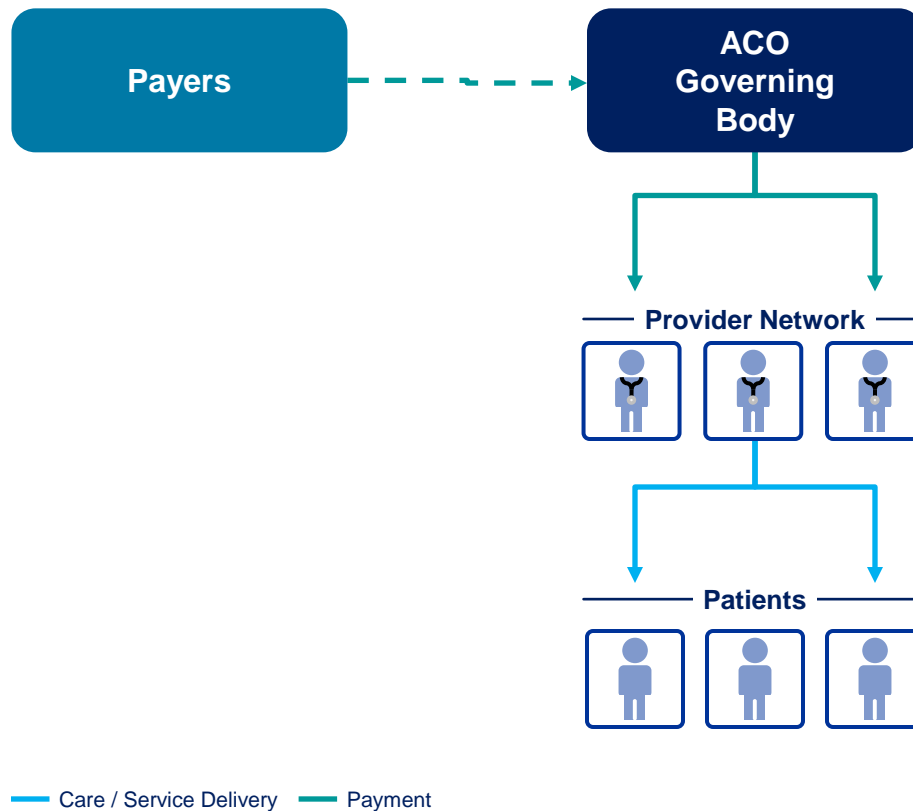 Payers
ACO
Governing
Body
Provider Network
Patients
Care / Service Delivery
Payment